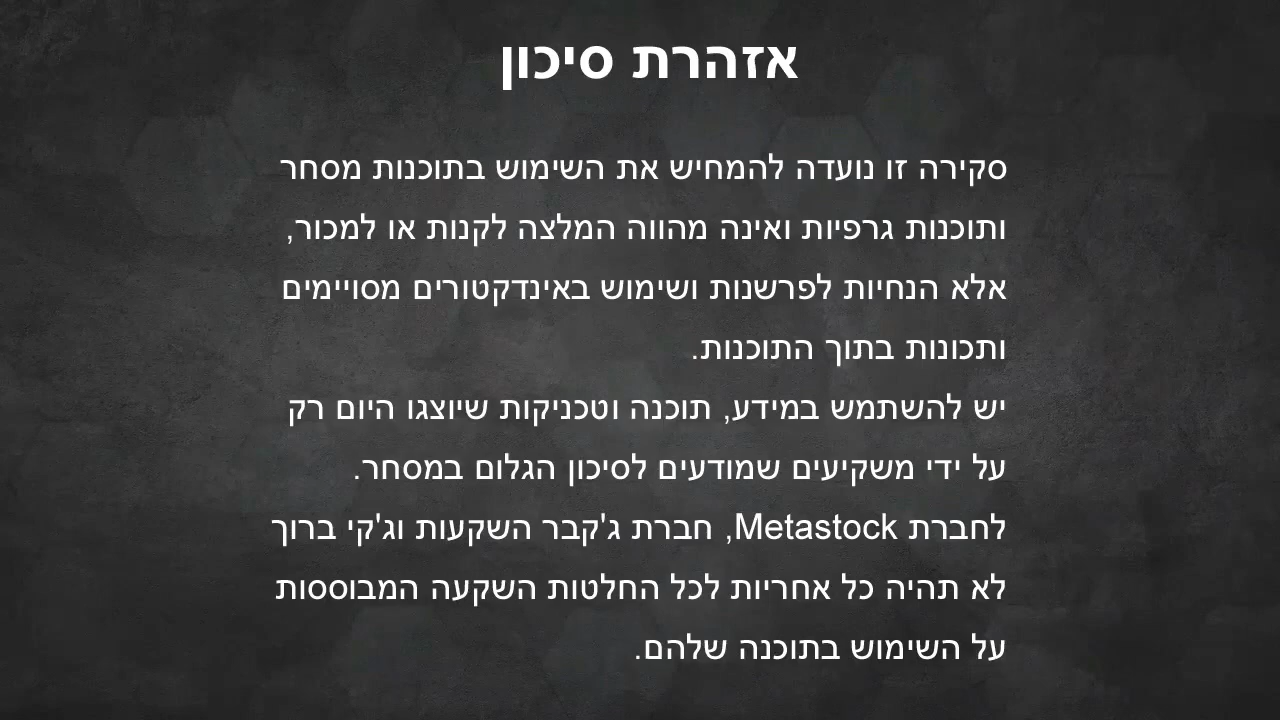 אזהרת סיכון
סקירה זו נועדה להמחיש את השימוש בתוכנות מסחר
ותוכנות גרפיות ואינה מהווה המלצה לקנות או למכור,
אלא הנחיות לפרשנות ושימוש באינדקטורים מסויימים
ותכונות בתוך התוכנות.
יש להשתמש במידע, תוכנה וטכניקות שיוצגו היום רק
על ידי משקיעים שמודעים לסיכון הגלום במסחר.
לחברת Metastock, חברת ג'קבר השקעות וג'קי ברוך
לא תהיה כל אחריות לכל החלטות השקעה המבוססות
על השימוש בתוכנה שלהם.